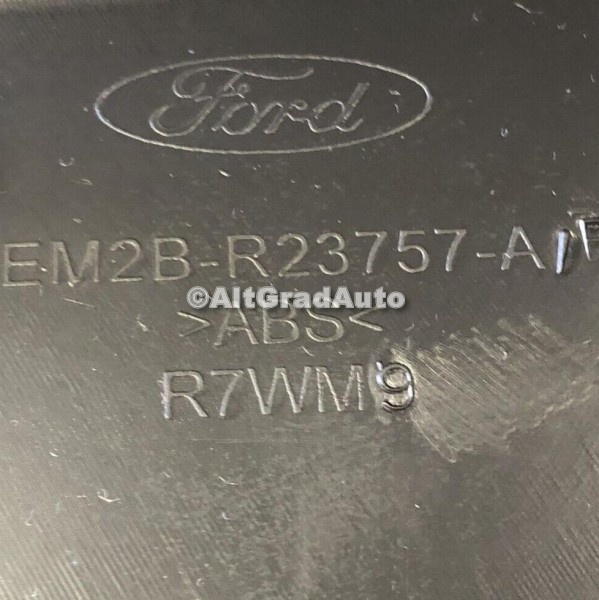 Ford
EM2B-R23757-A
©AltGradAuto
>ABS<
R7WM9